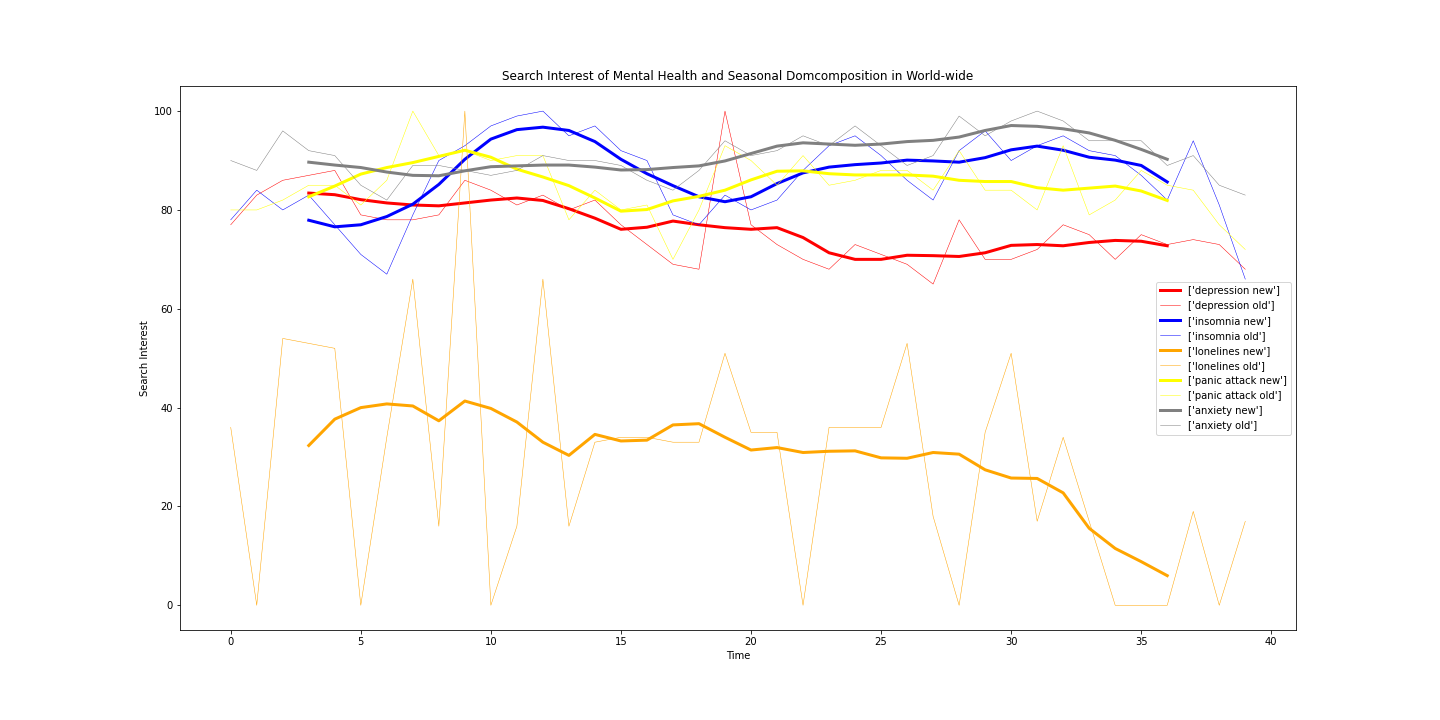 Search Interest of Mental Health and Seasonal Domcomposition in World-wide
100
80
60
40
20
0
Search Interest
['depression new']
['depression old']
['insomnia new']
['insomnia old']
['lonelines new']
['lonelines old']
['panic attack new']
['panic attack old']
['anxiety new']
['anxiety old']
0 5 10 15 20 25 30 35 40
Time